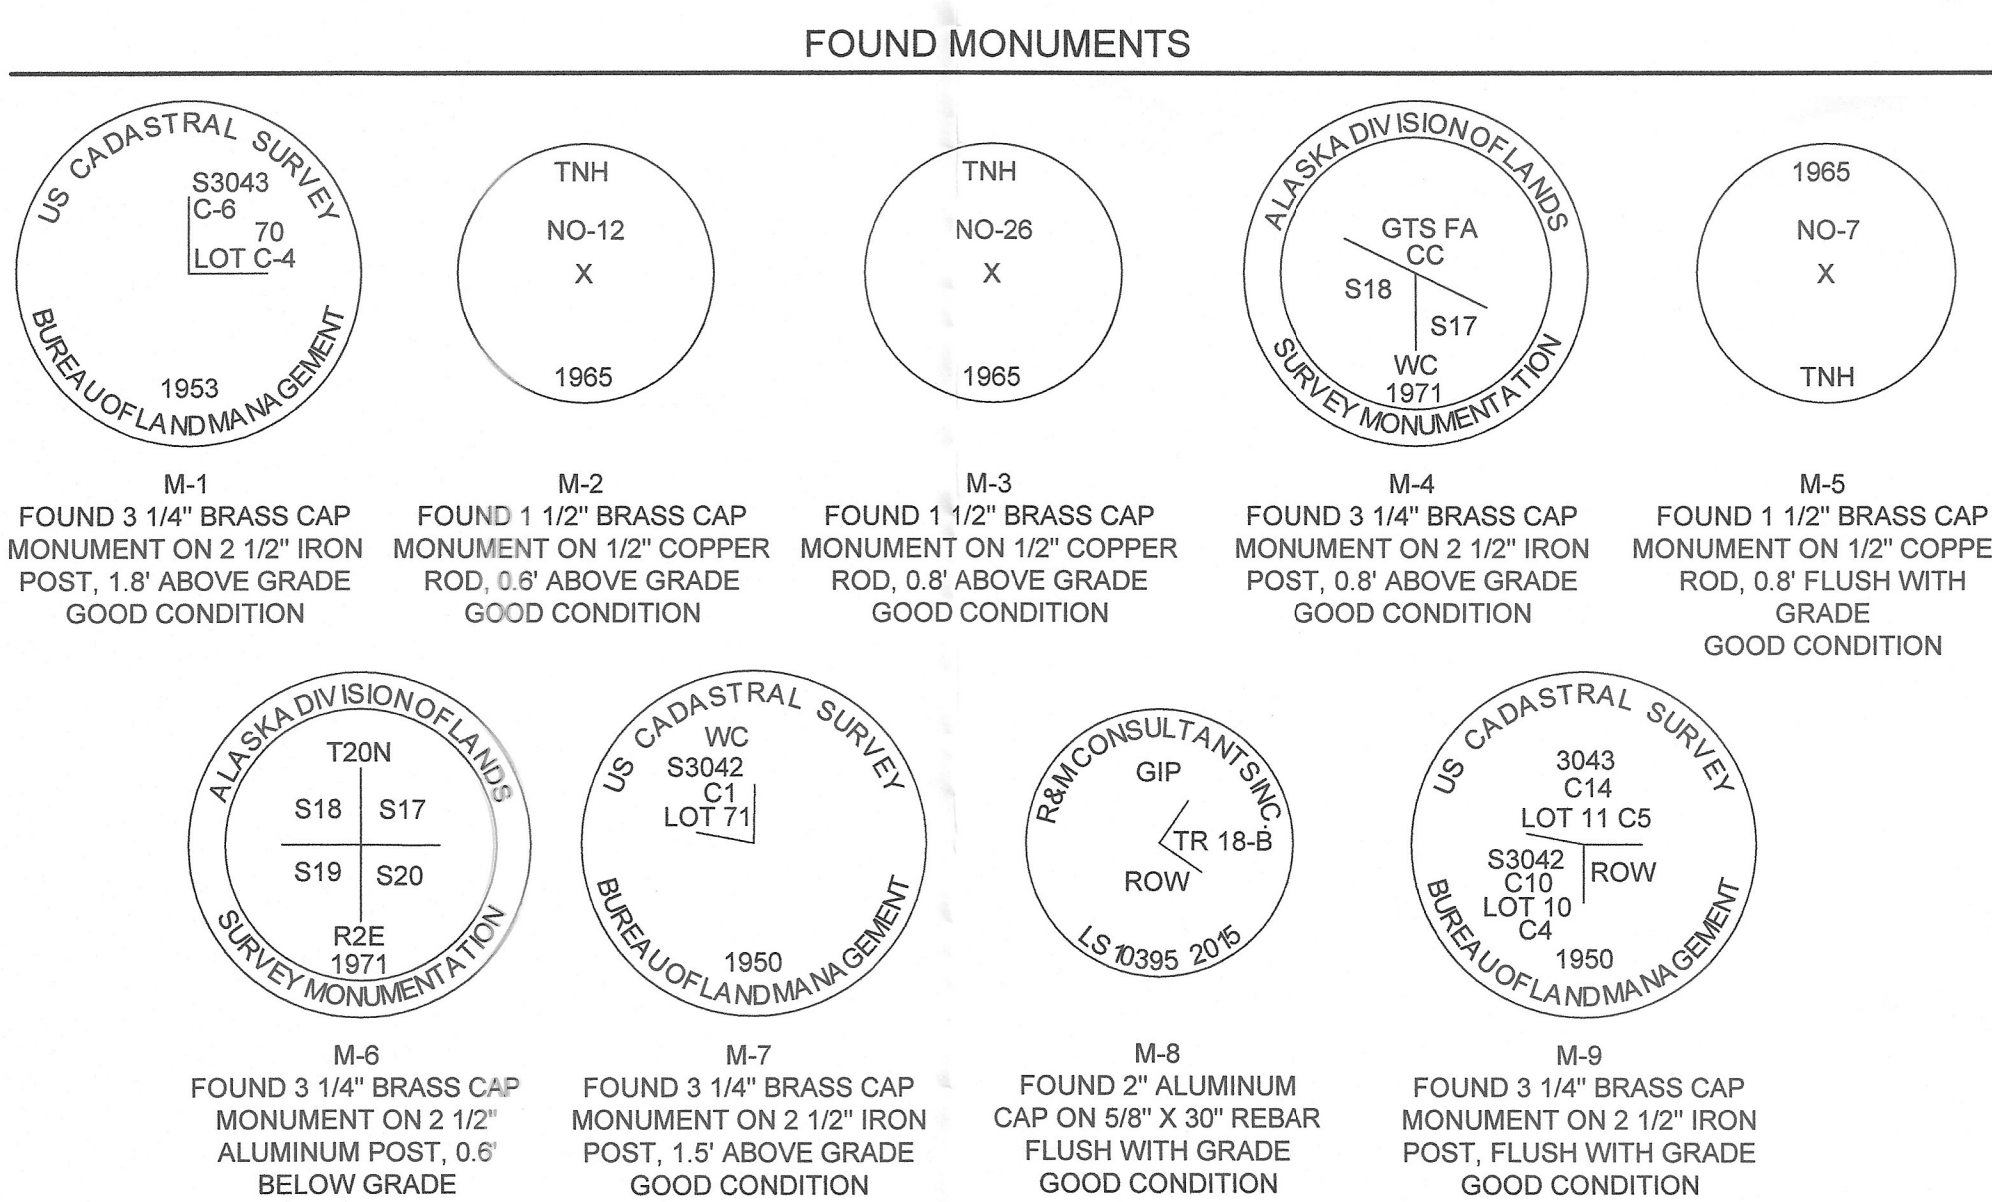 FOUND MONUMENTS
US CADASTRAL SURVEY
S3043
C-6
70
LOT C-4
1953
BUREAU OF LAND MANAGEMENT
M-1
FOUND 3 1/4" BRASS CAP
MONUMENT ON 2 1/2" IRON
POST, 1.8' ABOVE GRADE
GOOD CONDITION
TNH
NO-12
X
1965
M-2
FOUND 1 1/2" BRASS CAP
MONUMENT ON 1/2" COPPER
ROD, 0.6' ABOVE GRADE
GOOD CONDITION
TNH
NO-26
X
1965
M-3
FOUND 1 1/2" BRASS CAP
MONUMENT ON 1/2" COPPER
ROD, 0.8' ABOVE GRADE
GOOD CONDITION
ALASKA DIVISION OF LANDS
GTS FA
CC
S18
S17
WC
1971
SURVEY MONUMENTATION
M-4
FOUND 3 1/4" BRASS CAP
MONUMENT ON 2 1/2" IRON
POST, 0.8' ABOVE GRADE
GOOD CONDITION
1965
NO-7
X
TNH
M-5
FOUND 1 1/2" BRASS CAP
MONUMENT ON 1/2" COPPE
ROD, 0.8' FLUSH WITH
GRADE
GOOD CONDITION
ALASKA DIVISION OF LANDS
T20N
S18 S17
S19 S20
R2E
1971
SURVEY MONUMENTATION
M-6
FOUND 3 1/4" BRASS CAP
MONUMENT ON 2 1/2"
ALUMINUM POST, 0.6'
BELOW GRADE
US CADASTRAL SURVEY
WC
S3042
C1
LOT 71
1950
BUREAU OF LAND MANAGEMENT
M-7
FOUND 3 1/4" BRASS CAP
MONUMENT ON 2 1/2" IRON
POST, 1.5' ABOVE GRADE
GOOD CONDITION
R&M CONSULTANTS INC.
GIP
TR 18-B
ROW
LS 10395 2015
M-8
FOUND 2" ALUMINUM
CAP ON 5/8" X 30" REBAR
FLUSH WITH GRADE
GOOD CONDITION
US CADASTRAL SURVEY
3043
C14
LOT 11 C5
S3042
ROW
C10
LOT 10
C4
1950
BUREAU OF LAND MANAGEMENT
M-9
FOUND 3 1/4" BRASS CAP
MONUMENT ON 2 1/2" IRON
POST, FLUSH WITH GRADE
GOOD CONDITION